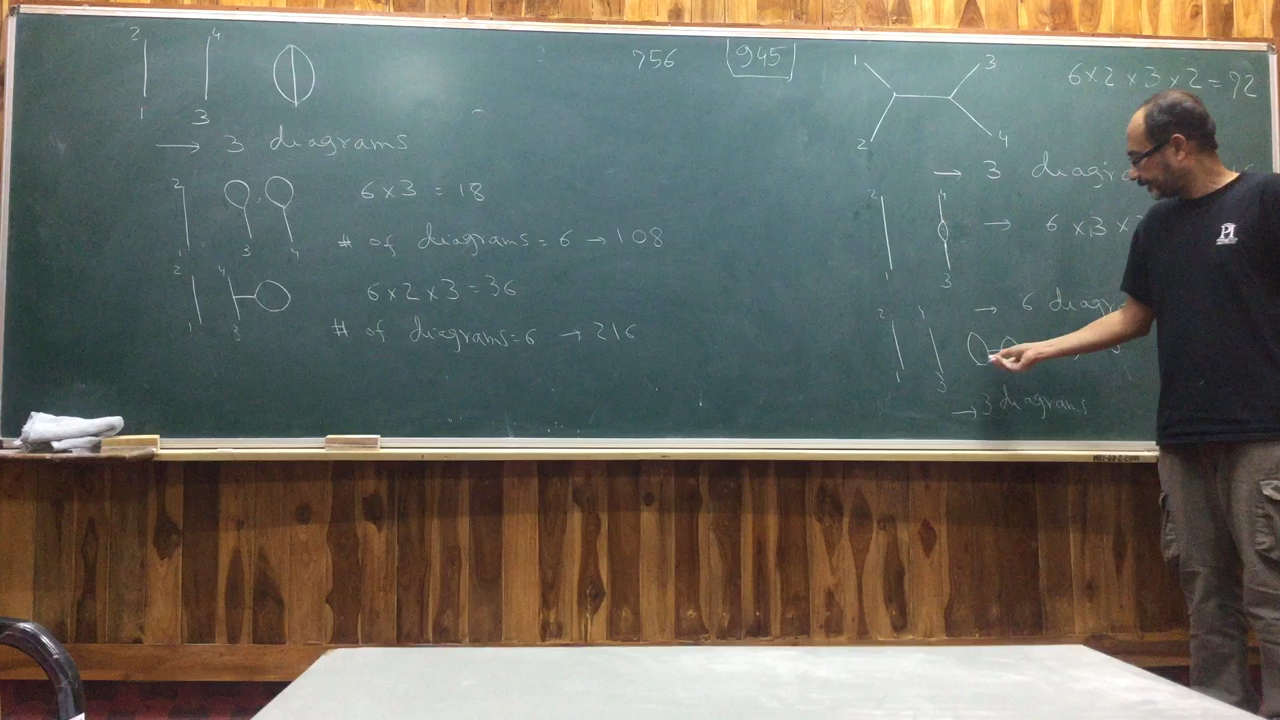 2 4
1 3
→ 3 diagrams
2
1 3 4
6 x 3 = 18
# of diagrams = 6 → 108
2 4
1 3
6 x 2 x 3 = 36
# of diagrams = 6 → 216
756 945
1 3
2 4
6 x 2 x 3 x 2 = 72
→ 3
2 4
1 3
→ 6 x 3 x
→ 6
2 4
1 3
→ 3 diagrams
PI